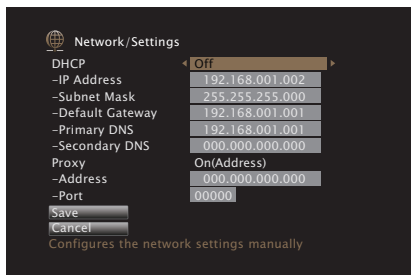 Network/Settings
DHCP Off
-IP Address 192.168.001.002
-Subnet Mask 255.255.255.000
-Default Gateway 192.168.001.001
-Primary DNS 192.168.001.001
-Secondary DNS 000.000.000.000
Proxy On(Address)
-Address 000.000.000.000
-Port 00000
Save
Cancel
Configures the network settings manually